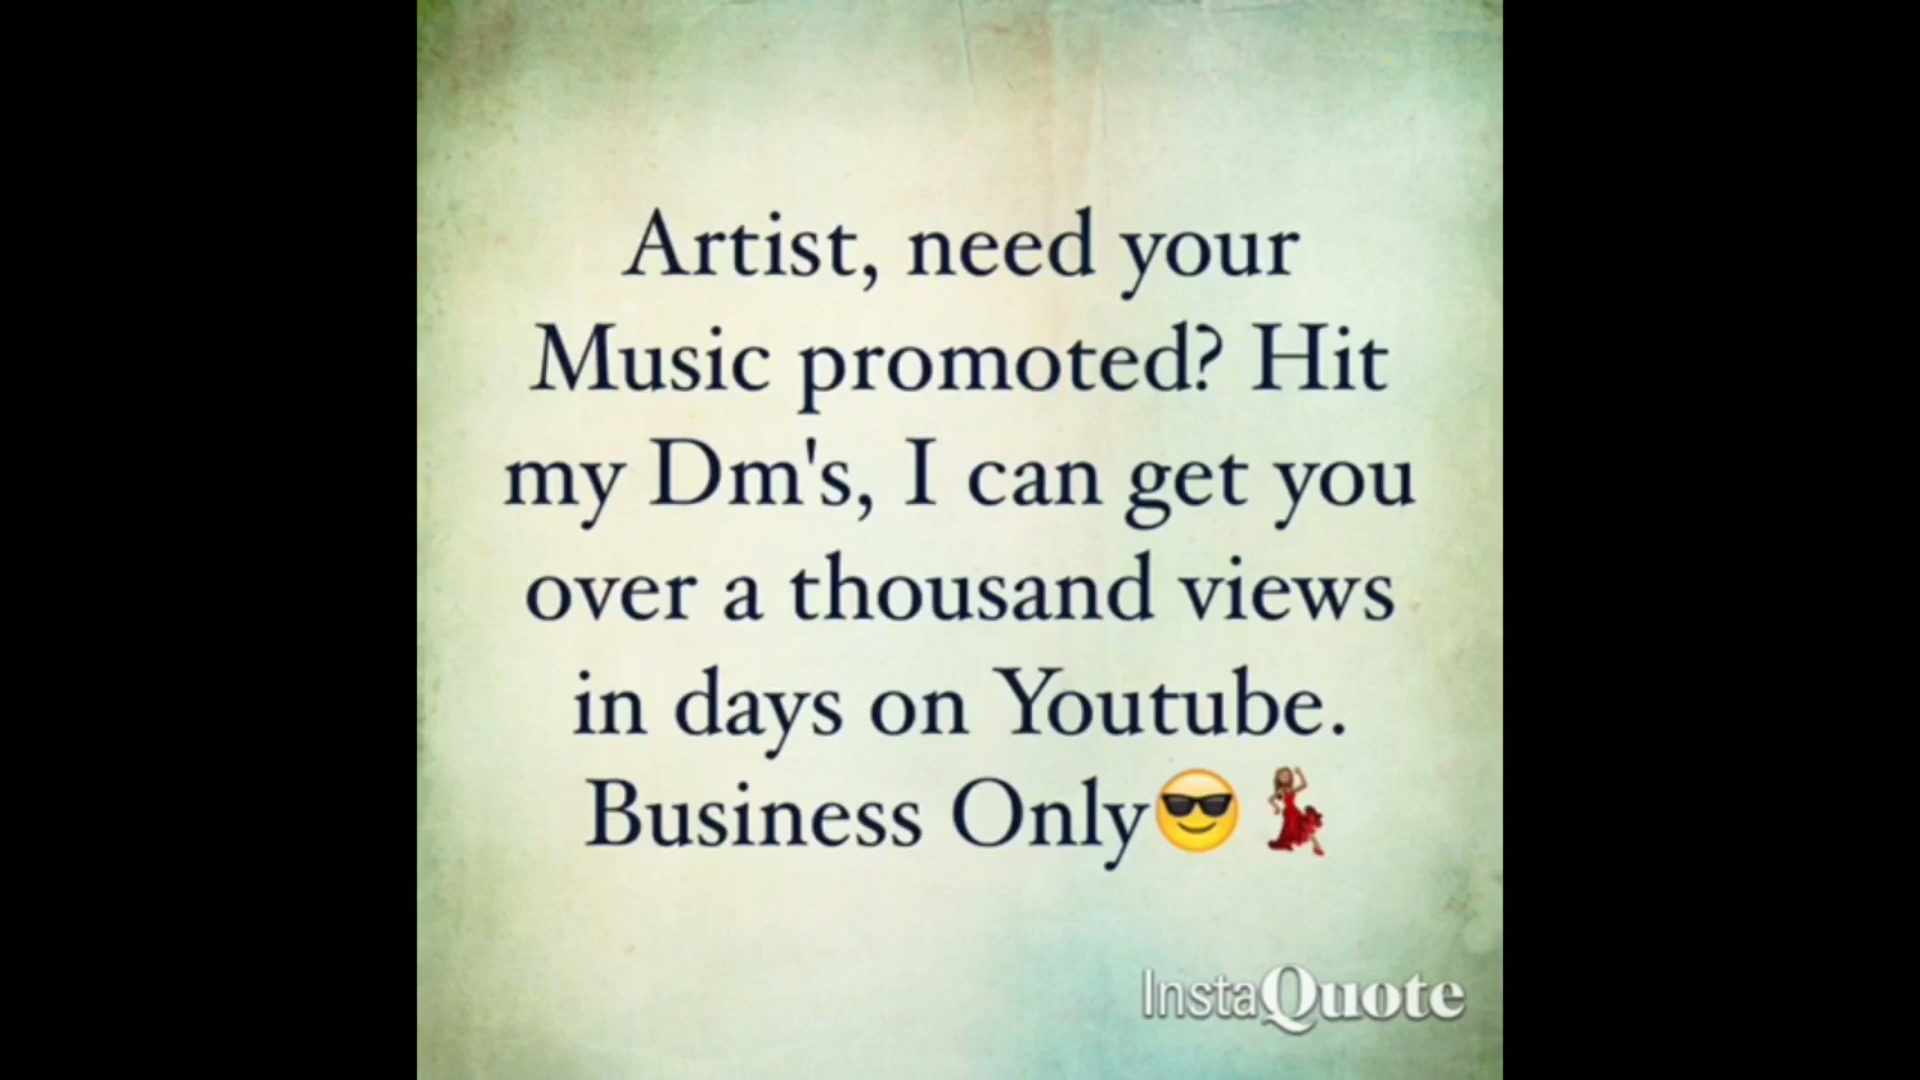 Artist, need your
Music promoted? Hit
my Dm's, I can get you
over a thousand views
in days on Youtube.
Business Only😎💃
InstaQuote